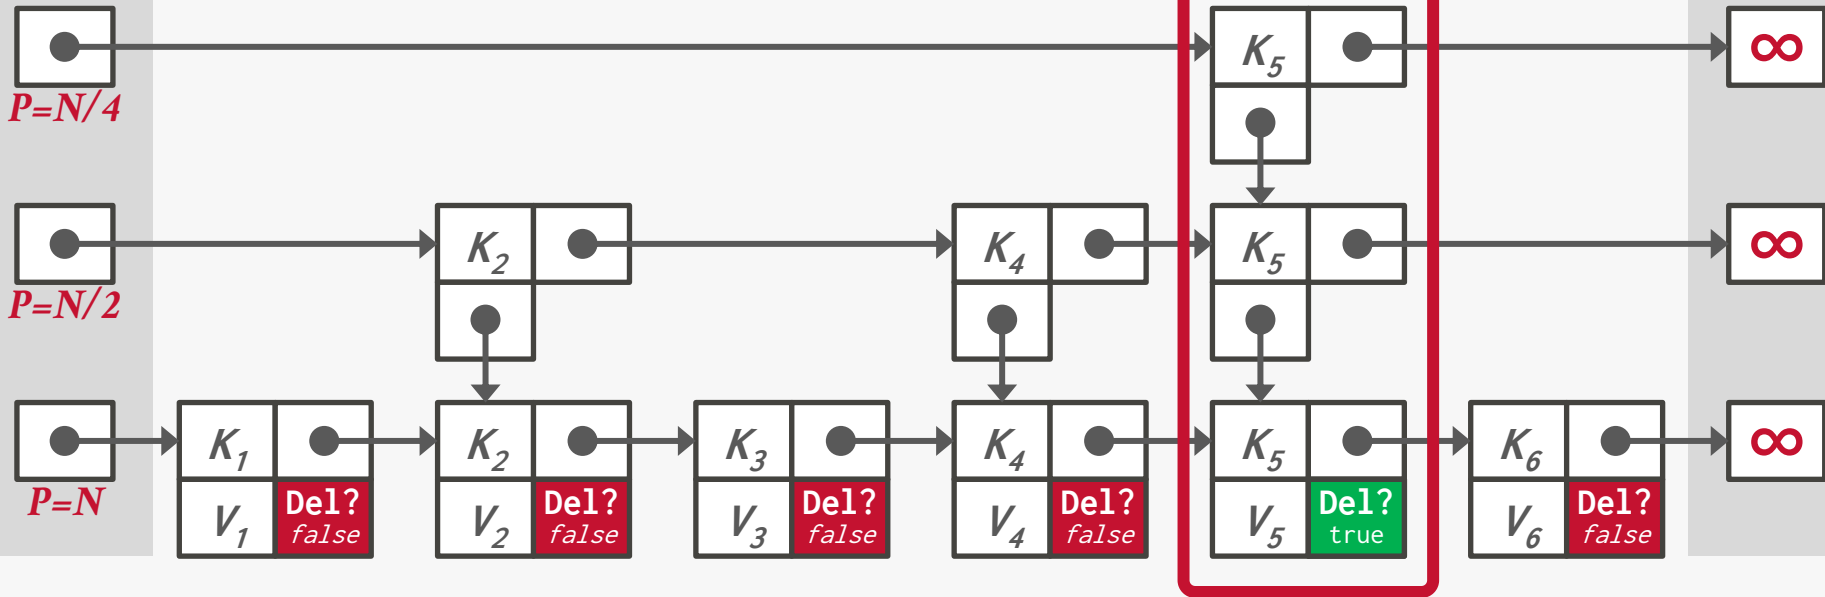 K5 ∞
P=N/4
K2 K4 K5 ∞
P=N/2
K1 K2 K3 K4 K5 K6 ∞
P=N
V1 Del? false V2 Del? false V3 Del? false V4 Del? false V5 Del? true V6 Del? false